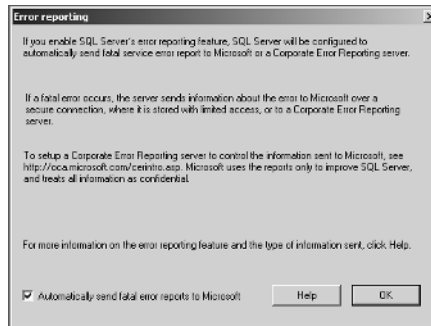 Error reporting
If you enable SQL Server's error reporting feature, SQL Server will be configured to
automatically send fatal service error report to Microsoft or a Corporate Error Reporting server.
If a fatal error occurs, the server sends information about the error to Microsoft over a
secure connection, where it is stored with limited access, or to a Corporate Error Reporting
server.
To setup a Corporate Error Reporting server to control the information sent to Microsoft, see
http://oca.microsoft.com/cerintro.asp. Microsoft uses the reports only to improve SQL Server,
and treats all information as confidential.
For more information on the error reporting feature and the type of information sent, click Help.
Automatically send fatal error reports to Microsoft
Help
OK